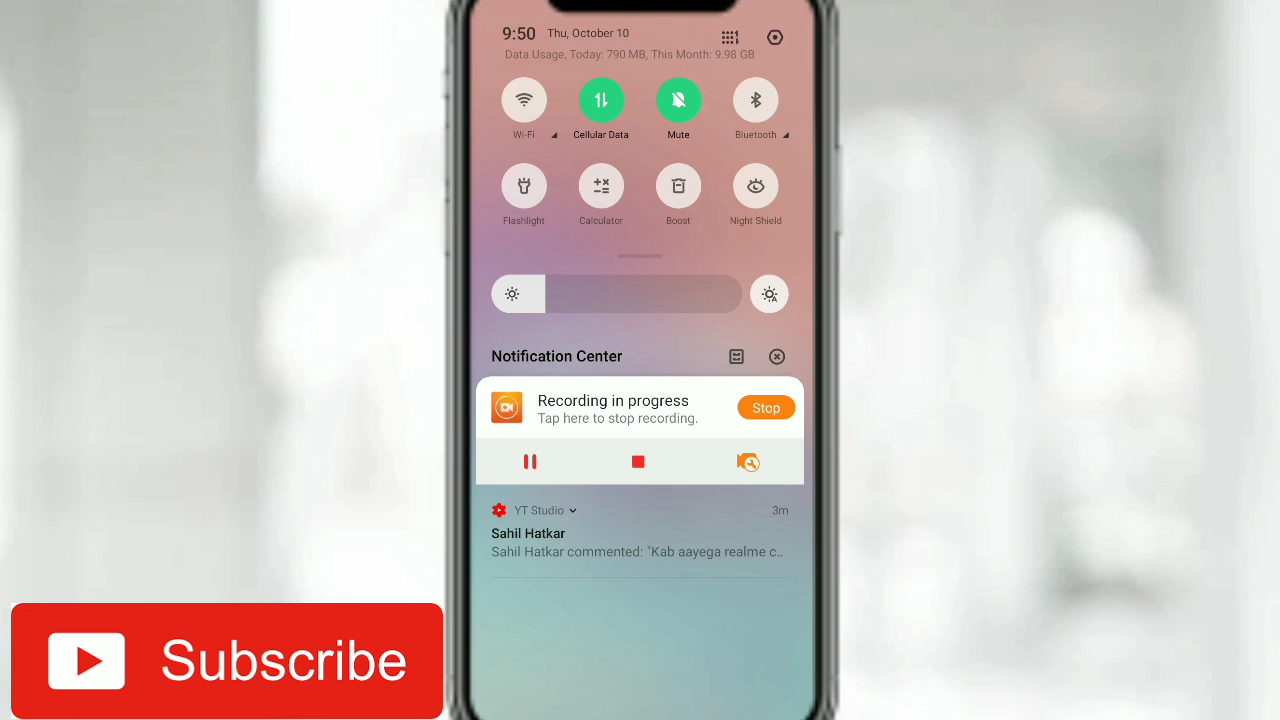 9:50 Thu, October 10
Data Usage, Today: 790 MB, This Month: 9.98 GB
Wi-Fi Cellular Data Mute Bluetooth
Flashlight Calculator Boost Night Shield
Notification Center
Recording in progress
Tap here to stop recording.
Stop
YT Studio 3m
Sahil Hatkar
Sahil Hatkar commented: "Kab aayega realme c..
Subscribe